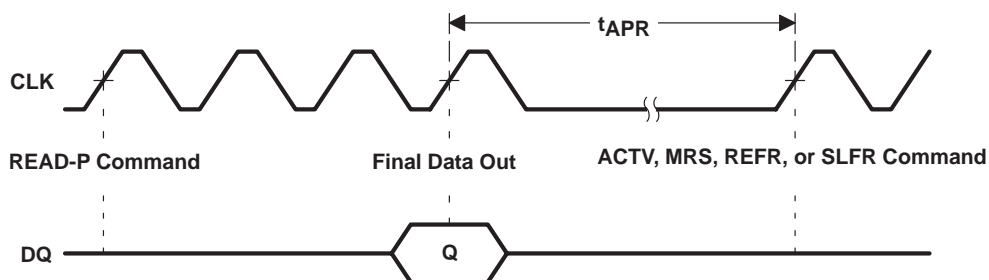 tAPR
CLK
READ-P Command
Final Data Out
ACTV, MRS, REFR, or SLFR Command
DQ
Q